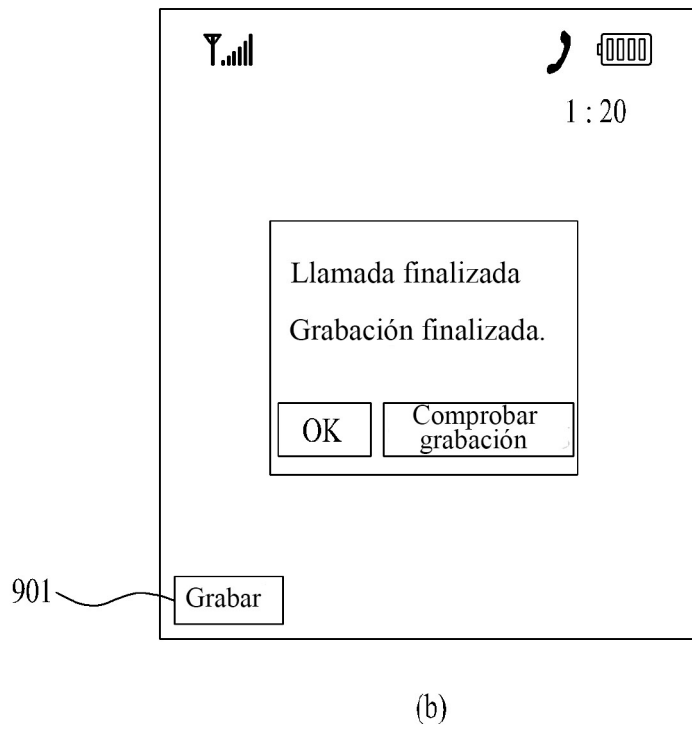 1 : 20
Llamada finalizada
Grabación finalizada.
OK
Comprobar
grabación
901
Grabar
(b)